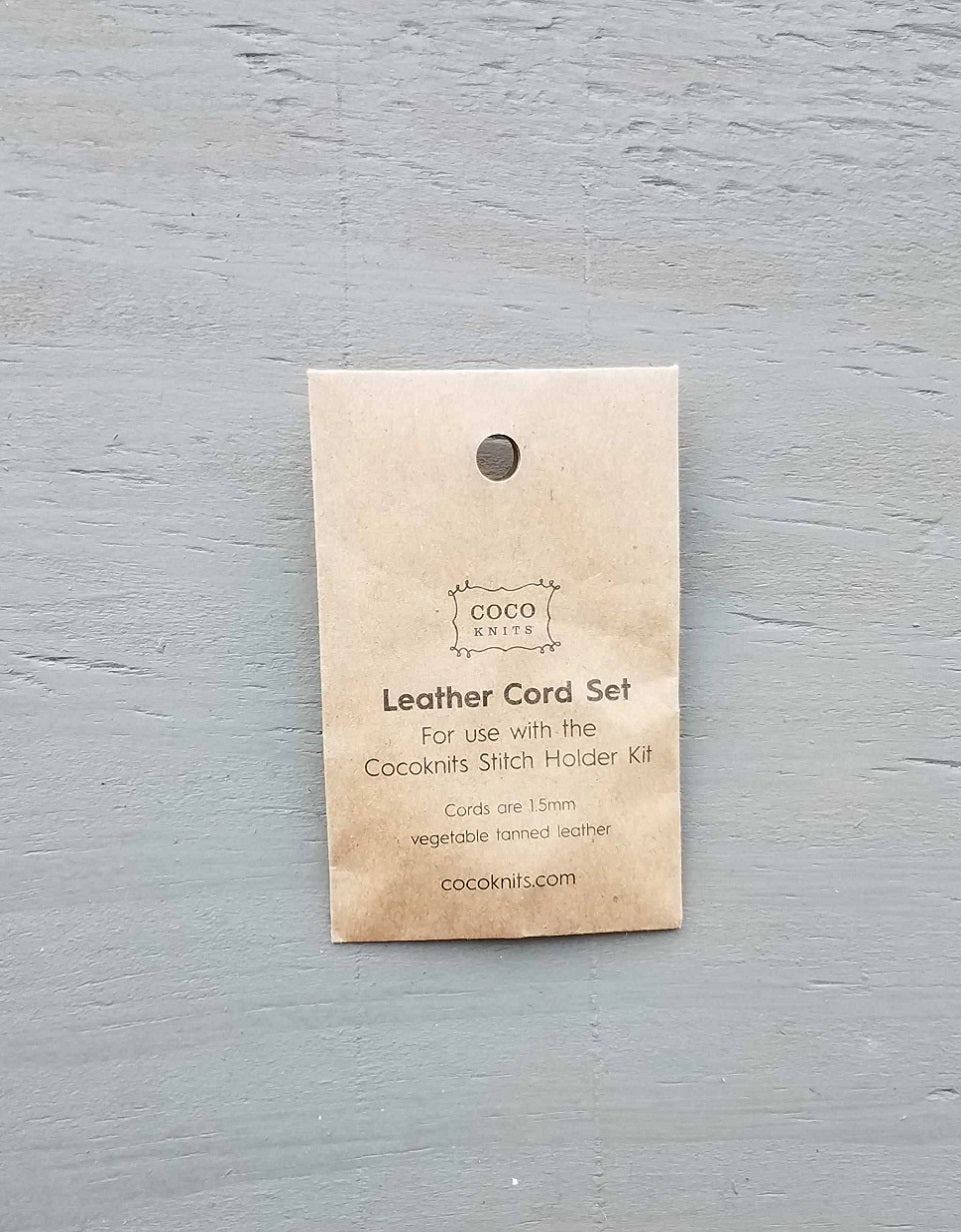 COCO
KNITS
Leather Cord Set
For use with the
Cocoknits Stitch Holder Kit
Cords are 1.5mm
vegetable tanned leather
cocoknits.com